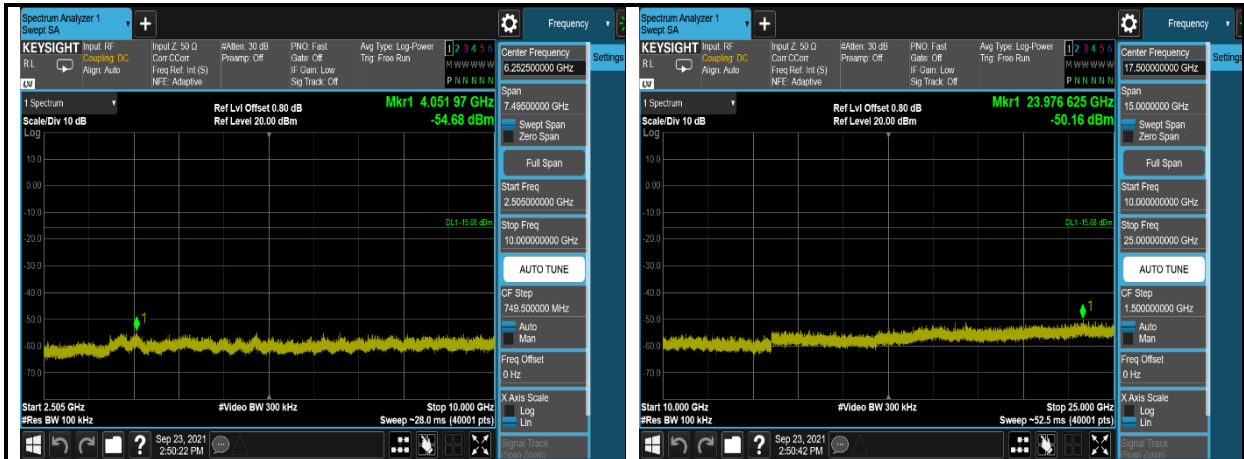 Spectrum Analyzer 1
Swept SA
+
Frequency
KEYSIGHT
R L
LXI
Input: RF
Coupling: DC
Align: Auto
Input Z: 50 Ω
Corr CCorr
Freq Ref: Int (S)
NFE: Adaptive
#Atten: 30 dB
Preamp: Off
PNO: Fast
Gate: Off
IF Gain: Low
Sig Track: Off
Avg Type: Log-Power
Trig: Free Run
1 2 3 4 5 6
M W W W W W
P N N N N N
1 Spectrum
Scale/Div 10 dB
Log
Ref Lvl Offset 0.80 dB
Ref Level 20.00 dBm
Mkr1 4.051 97 GHz
-54.68 dBm
10.0
0.00
-10.0
DL1 -15.68 dBm
-20.0
-30.0
-40.0
-50.0
1
-60.0
-70.0
Start 2.505 GHz
#Res BW 100 kHz
#Video BW 300 kHz
Stop 10.000 GHz
Sweep ~28.0 ms (40001 pts)
?
Sep 23, 2021
2:50:22 PM
Center Frequency
6.252500000 GHz
Settings
Span
7.49500000 GHz
Swept Span
Zero Span
Full Span
Start Freq
2.505000000 GHz
Stop Freq
10.000000000 GHz
AUTO TUNE
CF Step
749.500000 MHz
Auto
Man
Freq Offset
0 Hz
X Axis Scale
Log
Lin
Signal Track
(Span Zoom)
Spectrum Analyzer 1
Swept SA
+
Frequency
KEYSIGHT
R L
LXI
Input: RF
Coupling: DC
Align: Auto
Input Z: 50 Ω
Corr CCorr
Freq Ref: Int (S)
NFE: Adaptive
#Atten: 30 dB
Preamp: Off
PNO: Fast
Gate: Off
IF Gain: Low
Sig Track: Off
Avg Type: Log-Power
Trig: Free Run
1 2 3 4 5 6
M W W W W W
P N N N N N
1 Spectrum
Scale/Div 10 dB
Log
Ref Lvl Offset 0.80 dB
Ref Level 20.00 dBm
Mkr1 23.976 625 GHz
-50.16 dBm
10.0
0.00
-10.0
DL1 -15.68 dBm
-20.0
-30.0
-40.0
1
-50.0
-60.0
-70.0
Start 10.000 GHz
#Res BW 100 kHz
#Video BW 300 kHz
Stop 25.000 GHz
Sweep ~52.5 ms (40001 pts)
?
Sep 23, 2021
2:50:42 PM
Center Frequency
17.500000000 GHz
Settings
Span
15.0000000 GHz
Swept Span
Zero Span
Full Span
Start Freq
10.000000000 GHz
Stop Freq
25.000000000 GHz
AUTO TUNE
CF Step
1.500000000 GHz
Auto
Man
Freq Offset
0 Hz
X Axis Scale
Log
Lin
Signal Track
(Span Zoom)